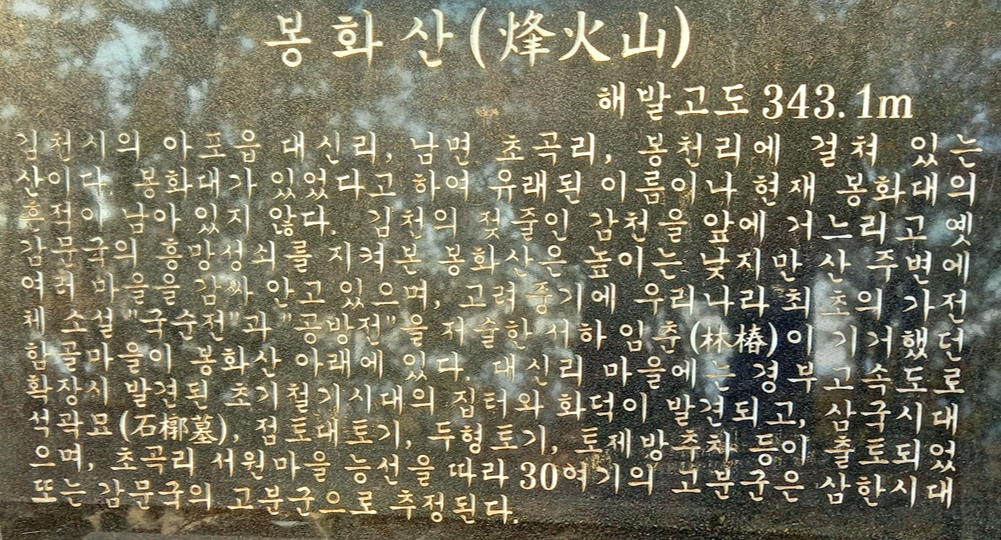 봉화산(烽火山)
해발고도 343.1m
김천시의 아포읍 대신리, 남면 초곡리, 봉천리에 걸쳐 있는
산이다. 봉화대가 있었다고 하여 유래된 이름이나 현재 봉화대의
흔적이 남아 있지 않다. 김천의 젖줄인 감천을 앞에 거느리고 옛
감문국의 흥망성쇠를 지켜본 봉화산은 높이는 낮지만 산 주변에
여러 마을을 감싸 안고 있으며, 고려 중기에 우리나라 최초의 가전
체 소설 "국순전"과 "공방전"을 저술한 서하 임춘(林椿)이 기거했던
함골마을이 봉화산 아래에 있다. 대신리 마을에는 경부고속도로
확장시 발견된 초기철기시대의 집터와 화덕이 발견되고, 삼국시대
석곽묘(石槨墓), 점토대토기, 두형토기, 토제방추차 등이 출토되었
으며, 초곡리 서원마을 능선을 따라 30여기의 고분군은 삼한시대
또는 감문국의 고분군으로 추정된다.